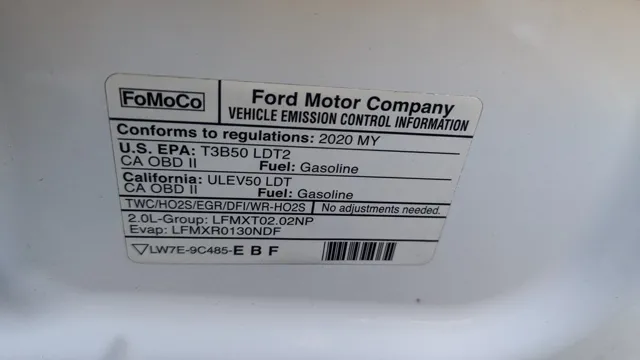 FoMoCo
Ford Motor Company
VEHICLE EMISSION CONTROL INFORMATION
Conforms to regulations: 2020 MY
U.S. EPA: T3B50 LDT2
CA OBD II Fuel: Gasoline
California: ULEV50 LDT
CA OBD II Fuel: Gasoline
TWC/HO2S/EGR/DFI/WR-HO2S No adjustments needed.
2.0L-Group: LFMXT02.02NP
Evap: LFMXR0130NDF
LW7E-9C485-E B F